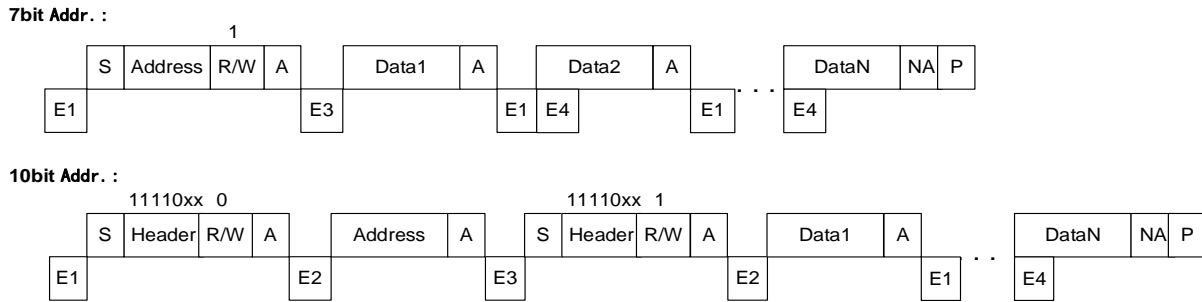 7bit Addr. :
1
S Address R/W A Data1 A Data2 A DataN NA P
E1 E3 E1 E4 E1 . . . E4
10bit Addr. :
11110xx 0 11110xx 1
S Header R/W A Address A S Header R/W A Data1 A DataN NA P
E1 E2 E3 E2 E1 . . E4